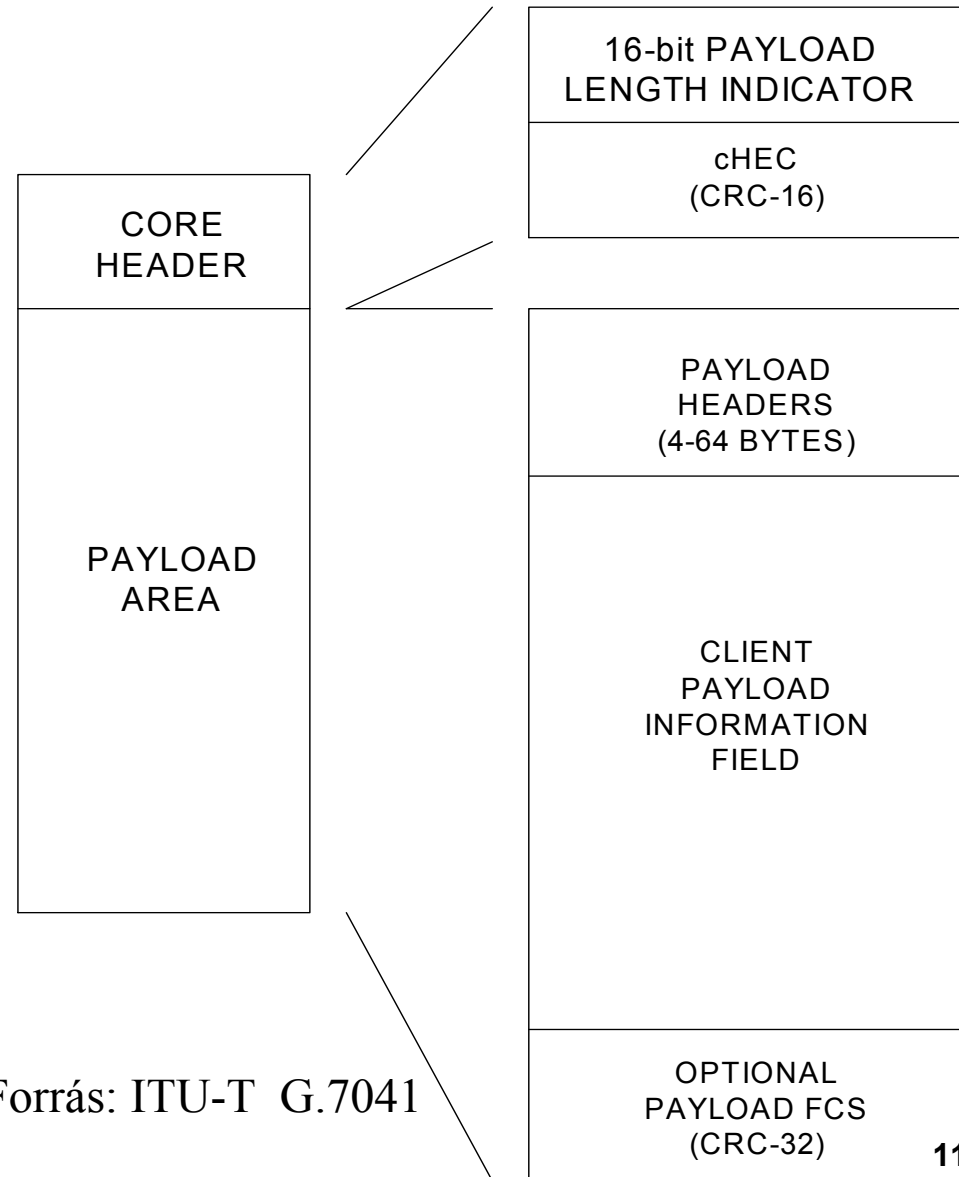 16-bit PAYLOAD
LENGTH INDICATOR
cHEC
(CRC-16)
CORE
HEADER
PAYLOAD
HEADERS
(4-64 BYTES)
PAYLOAD
AREA
CLIENT
PAYLOAD
INFORMATION
FIELD
Forrás: ITU-T G.7041
OPTIONAL
PAYLOAD FCS
(CRC-32)
11